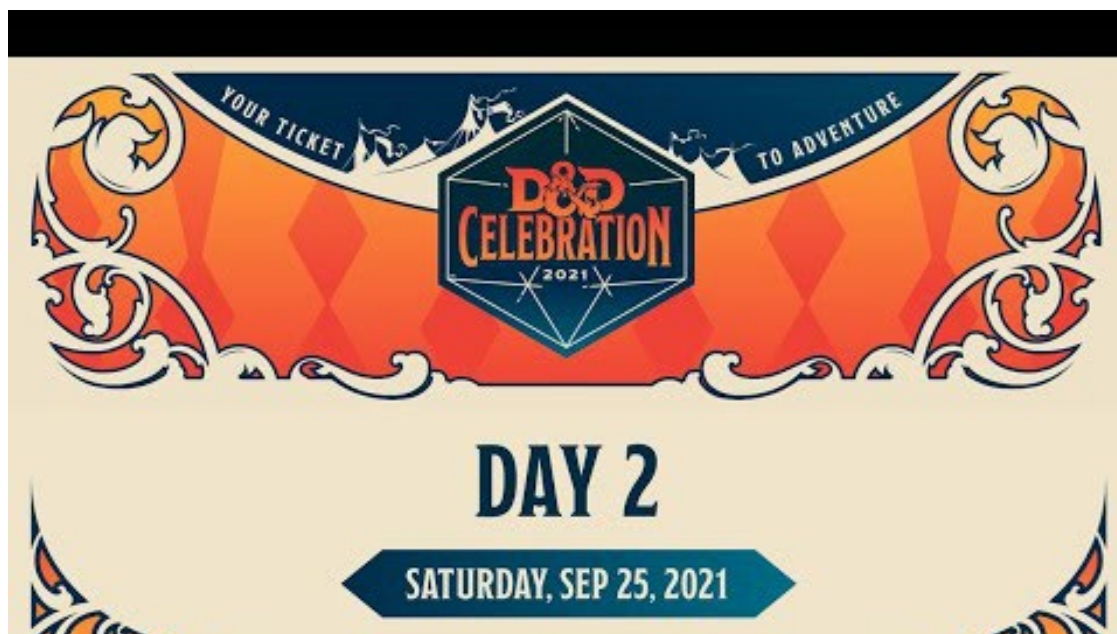 YOUR TICKET
TO ADVENTURE
D&D
CELEBRATION
2021
DAY 2
SATURDAY, SEP 25, 2021